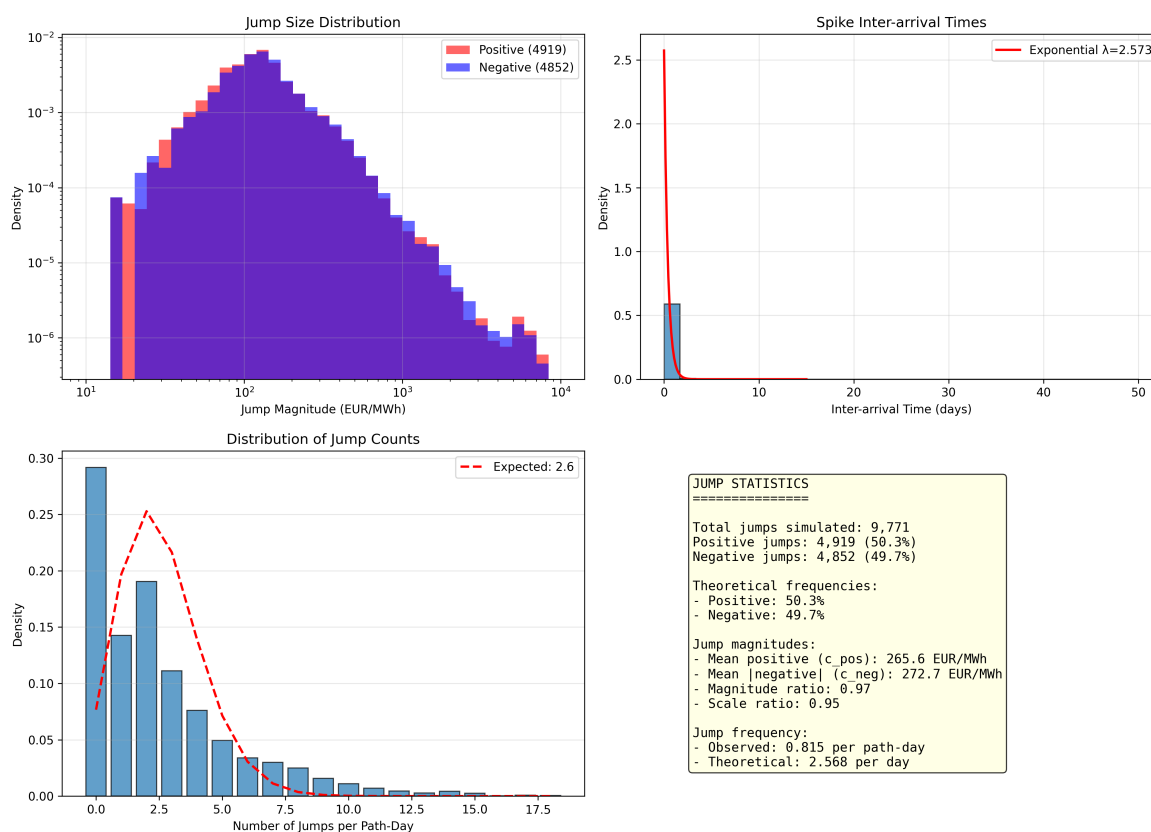 Jump Size Distribution
Density
10⁻²
10⁻³
10⁻⁴
10⁻⁵
10⁻⁶
Positive (4919)
Negative (4852)
10¹
10²
10³
10⁴
Jump Magnitude (EUR/MWh)
Spike Inter-arrival Times
Density
2.5
2.0
1.5
1.0
0.5
0.0
Exponential λ=2.573
0
10
20
30
40
50
Inter-arrival Time (days)
Distribution of Jump Counts
Density
0.30
0.25
0.20
0.15
0.10
0.05
0.00
Expected: 2.6
0.0
2.5
5.0
7.5
10.0
12.5
15.0
17.5
Number of Jumps per Path-Day
JUMP STATISTICS
===============
Total jumps simulated: 9,771
Positive jumps: 4,919 (50.3%)
Negative jumps: 4,852 (49.7%)
Theoretical frequencies:
- Positive: 50.3%
- Negative: 49.7%
Jump magnitudes:
- Mean positive (c_pos): 265.6 EUR/MWh
- Mean |negative| (c_neg): 272.7 EUR/MWh
- Magnitude ratio: 0.97
- Scale ratio: 0.95
Jump frequency:
- Observed: 0.815 per path-day
- Theoretical: 2.568 per day